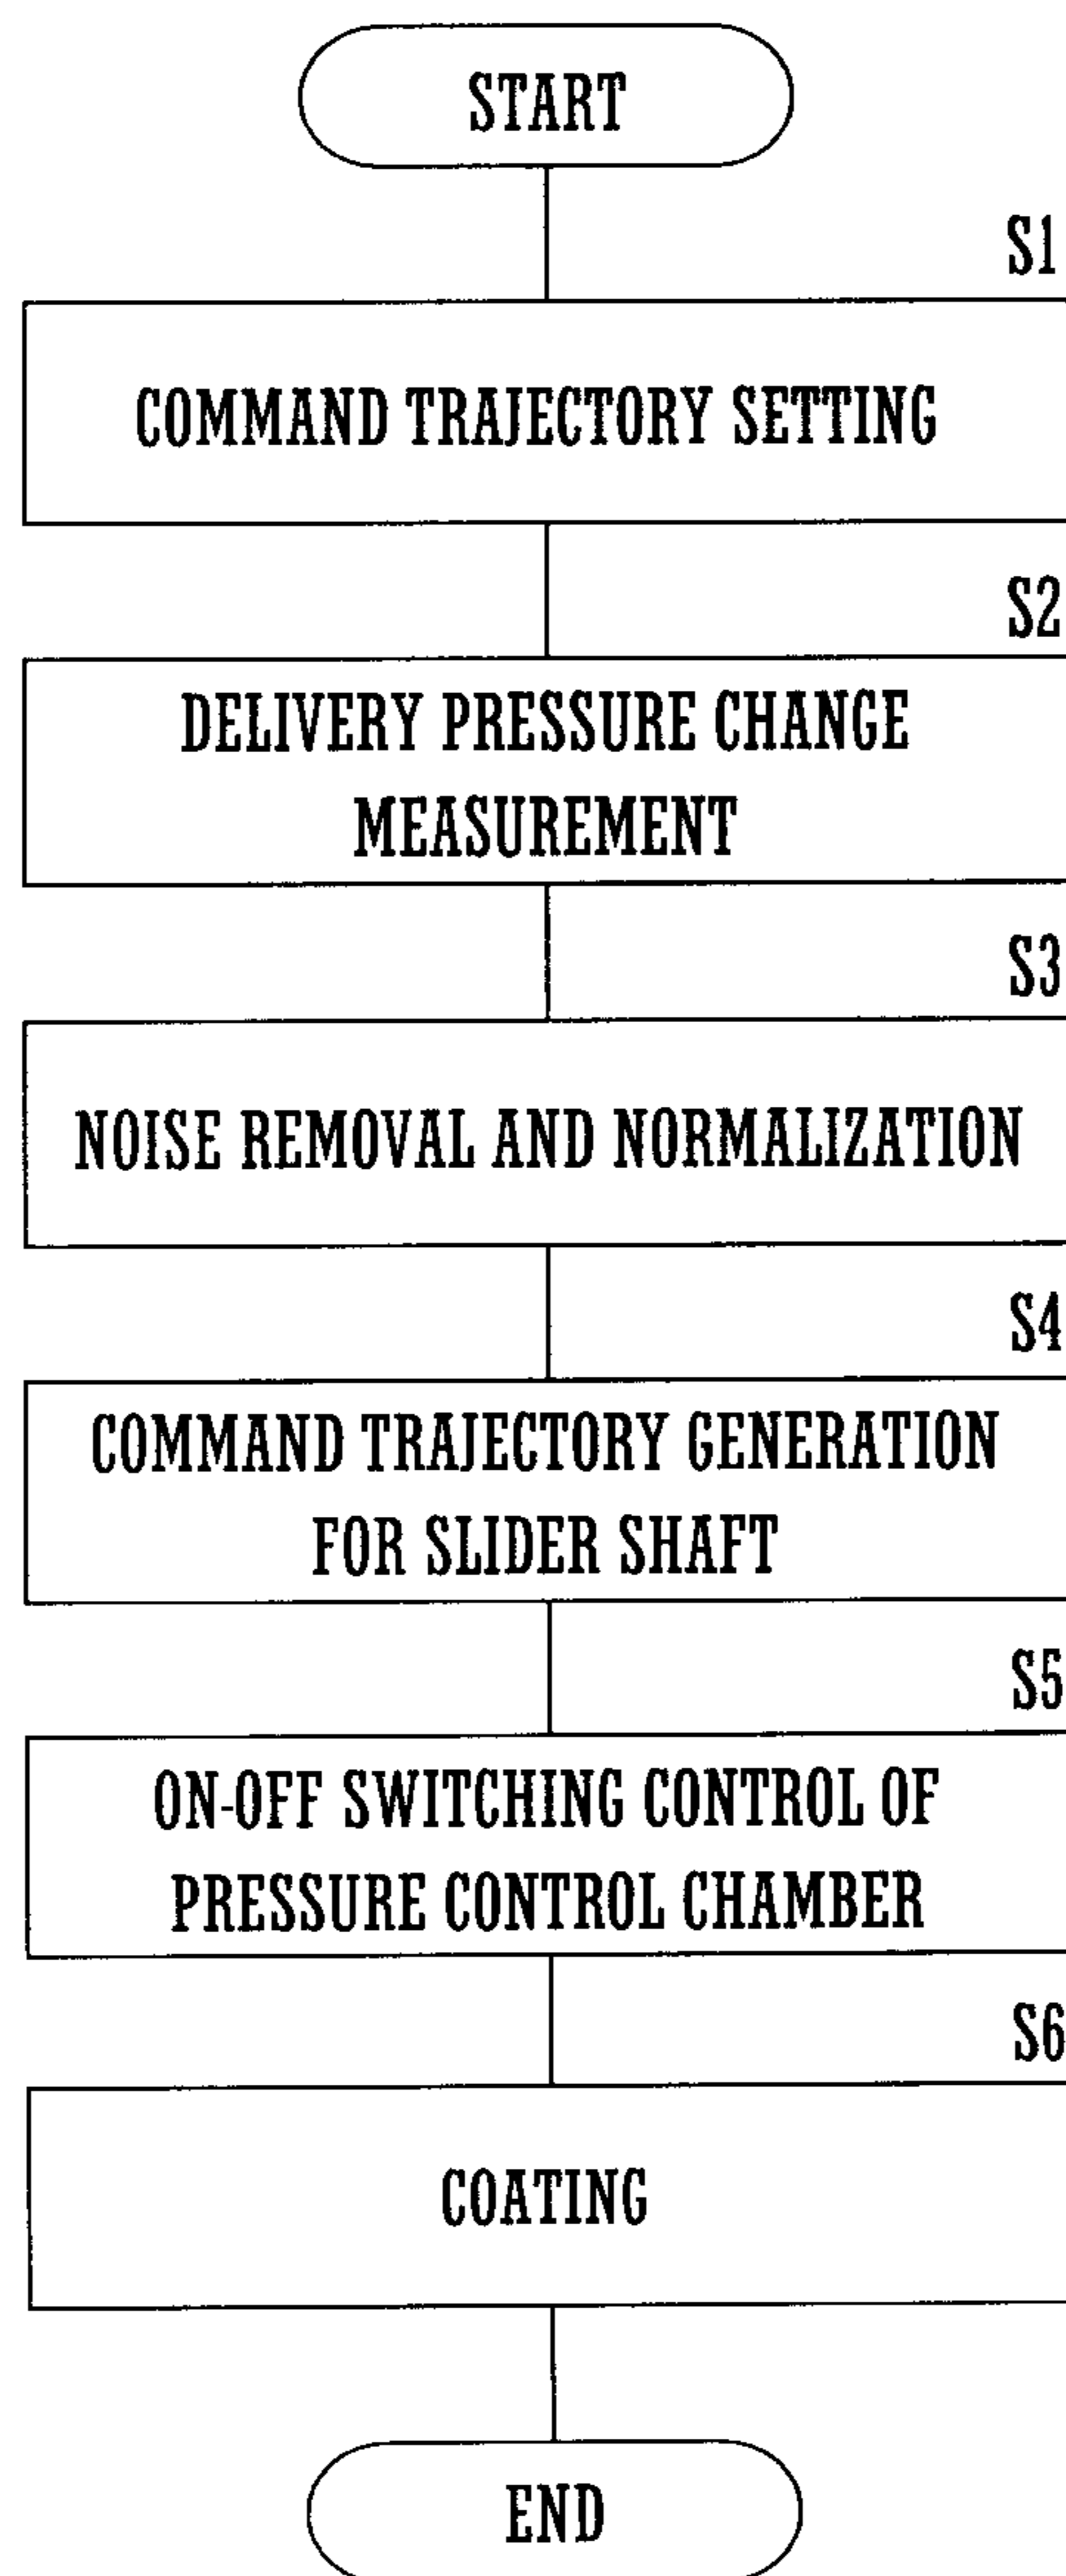 START
S1
COMMAND TRAJECTORY SETTING
S2
DELIVERY PRESSURE CHANGE
MEASUREMENT
S3
NOISE REMOVAL AND NORMALIZATION
S4
COMMAND TRAJECTORY GENERATION
FOR SLIDER SHAFT
S5
ON-OFF SWITCHING CONTROL OF
PRESSURE CONTROL CHAMBER
S6
COATING
END